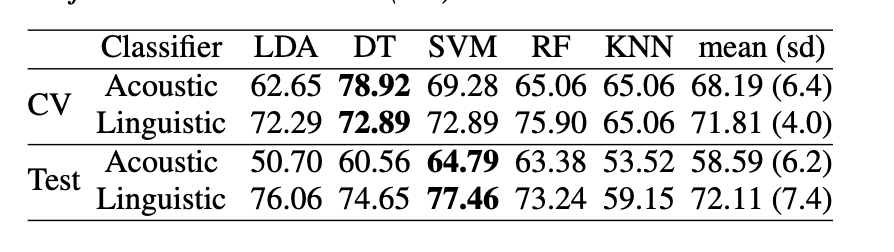 Classifier LDA DT SVM RF KNN mean (sd)
CV
Acoustic 62.65 78.92 69.28 65.06 65.06 68.19 (6.4)
Linguistic 72.29 72.89 72.89 75.90 65.06 71.81 (4.0)
Test
Acoustic 50.70 60.56 64.79 63.38 53.52 58.59 (6.2)
Linguistic 76.06 74.65 77.46 73.24 59.15 72.11 (7.4)